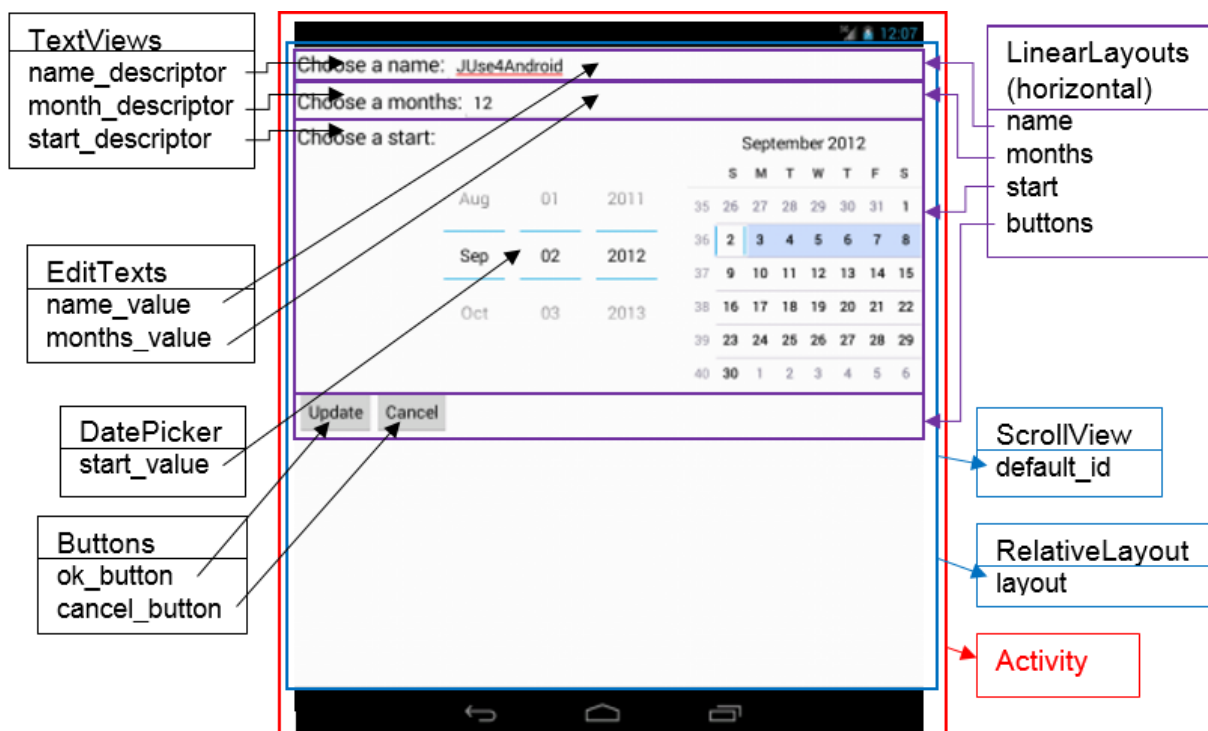 TextViews
name_descriptor
month_descriptor
start_descriptor
EditTexts
name_value
months_value
DatePicker
start_value
Buttons
ok_button
cancel_button
12:07
Choose a name: JUse4Android
Choose a months: 12
Choose a start:
Aug 01 2011
Sep 02 2012
Oct 03 2013
September 2012
S M T W T F S
35 26 27 28 29 30 31 1
36 2 3 4 5 6 7 8
37 9 10 11 12 13 14 15
38 16 17 18 19 20 21 22
39 23 24 25 26 27 28 29
40 30 1 2 3 4 5 6
Update Cancel
LinearLayouts
(horizontal)
name
months
start
buttons
ScrollView
default_id
RelativeLayout
layout
Activity